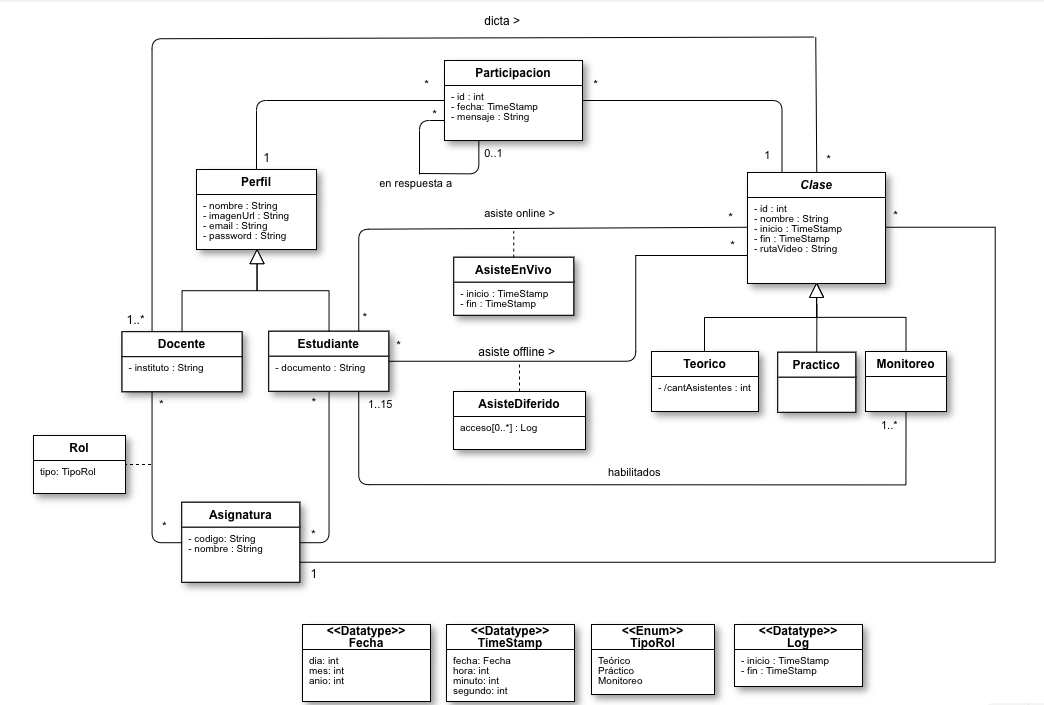 dicta >
Participacion
- id : int
- fecha: TimeStamp
- mensaje : String
*
*
*
0..1
en respuesta a
1
1
*
Perfil
- nombre : String
- imagenUrl : String
- email : String
- password : String
Clase
- id : int
- nombre : String
- inicio : TimeStamp
- fin : TimeStamp
- rutaVideo : String
asiste online >
*
*
*
AsisteEnVivo
- inicio : TimeStamp
- fin : TimeStamp
1..*
*
*
Docente
- instituto : String
Estudiante
- documento : String
asiste offline >
Teorico
- /cantAsistentes : int
Practico
Monitoreo
*
*
1..15
AsisteDiferido
acceso[0..*] : Log
1..*
Rol
tipo: TipoRol
habilitados
Asignatura
- codigo: String
- nombre : String
*
*
1
<<Datatype>>
Fecha
dia: int
mes: int
anio: int
<<Datatype>>
TimeStamp
fecha: Fecha
hora: int
minuto: int
segundo: int
<<Enum>>
TipoRol
Teórico
Práctico
Monitoreo
<<Datatype>>
Log
- inicio : TimeStamp
- fin : TimeStamp